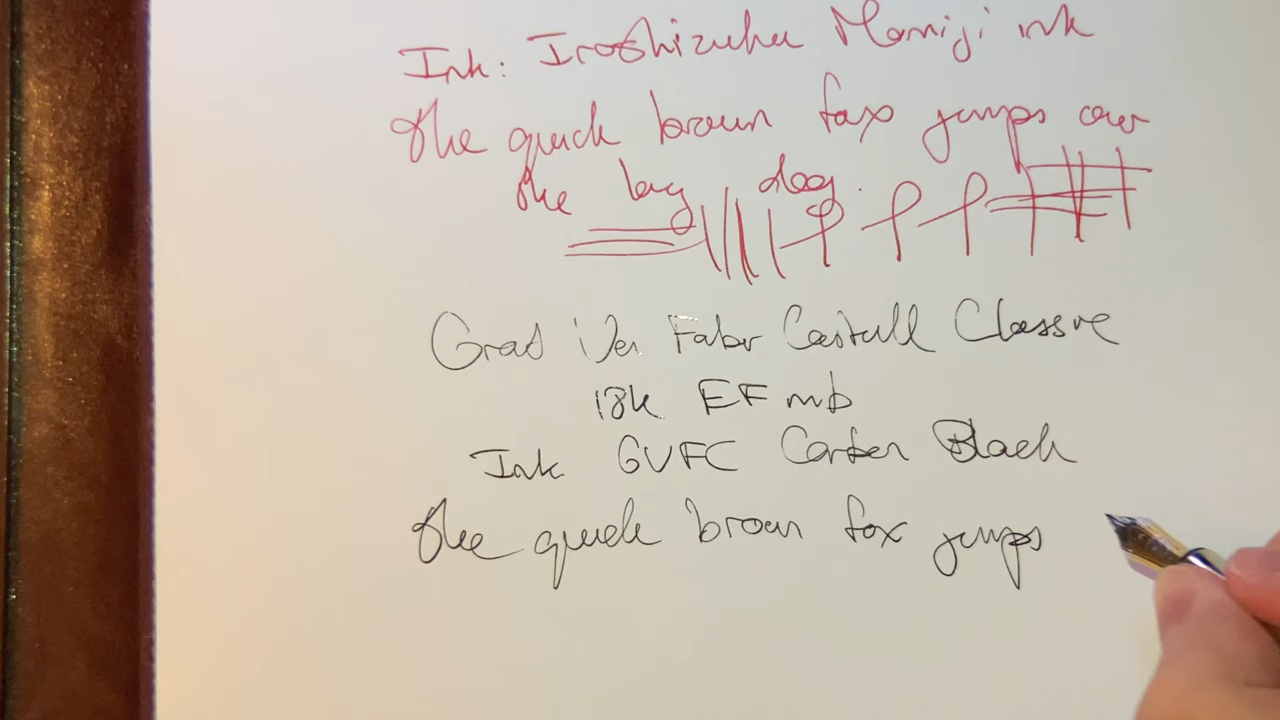 Ink: Iroshizuku Momiji ink
The quick brown fox jumps over
the lazy dog.
Graf Von Faber Castell Classic
18k EF nib
Ink GVFC Carbon Black
The quick brown fox jumps